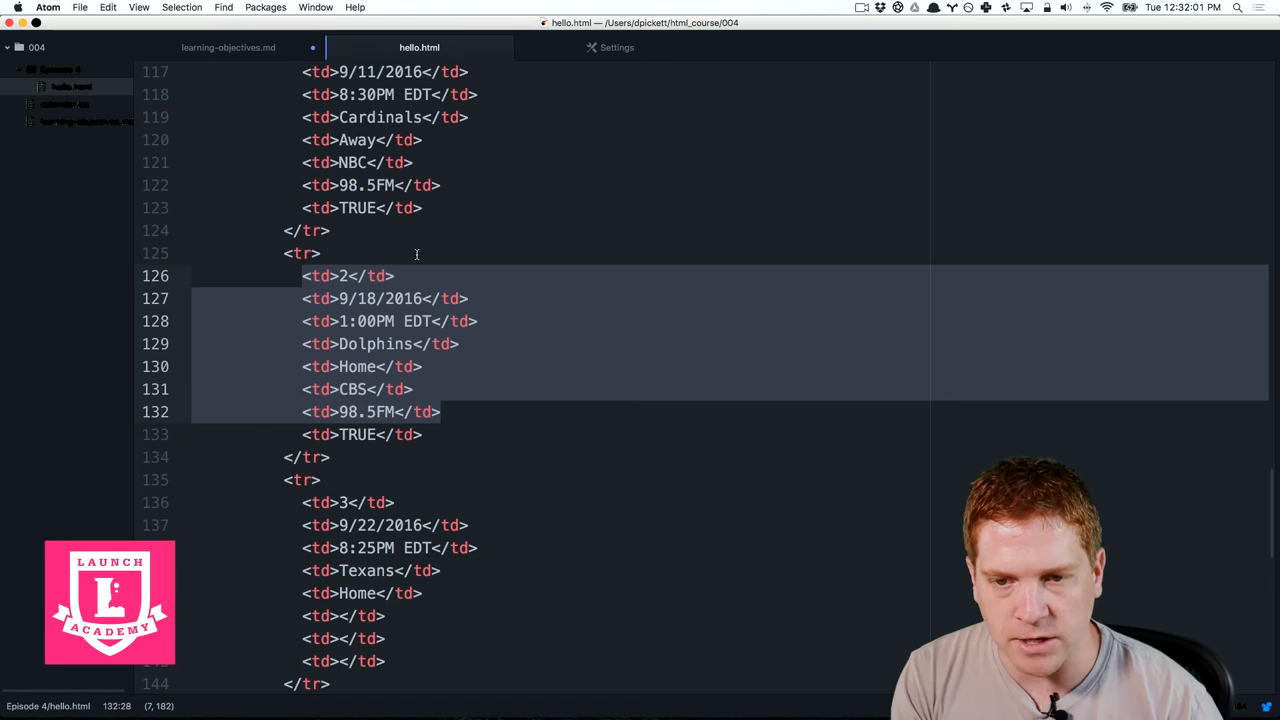 Atom File Edit View Selection Find Packages Window Help
Tue 12:32:01 PM
hello.html — /Users/dpickett/html_course/004
004
learning-objectives.md
hello.html
Settings
Episode 4
hello.html
117 <td>9/11/2016</td>
118 <td>8:30PM EDT</td>
119 <td>Cardinals</td>
120 <td>Away</td>
121 <td>NBC</td>
122 <td>98.5FM</td>
123 <td>TRUE</td>
124 </tr>
125 <tr>
126 <td>2</td>
127 <td>9/18/2016</td>
128 <td>1:00PM EDT</td>
129 <td>Dolphins</td>
130 <td>Home</td>
131 <td>CBS</td>
132 <td>98.5FM</td>
133 <td>TRUE</td>
134 </tr>
135 <tr>
136 <td>3</td>
137 <td>9/22/2016</td>
<td>8:25PM EDT</td>
<td>Texans</td>
<td>Home</td>
<td></td>
<td></td>
<td></td>
144 </tr>
LAUNCH
ACADEMY
Episode 4/hello.html 132:28 (7, 182)